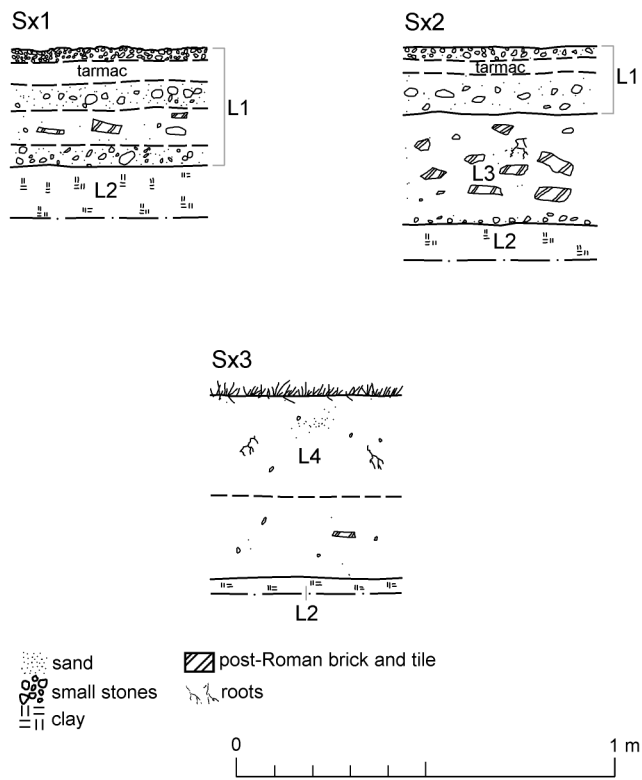 Sx1
tarmac
L1
L2
Sx2
tarmac
L1
L3
L2
Sx3
L4
L2
sand
small stones
clay
post-Roman brick and tile
roots
0
1 m